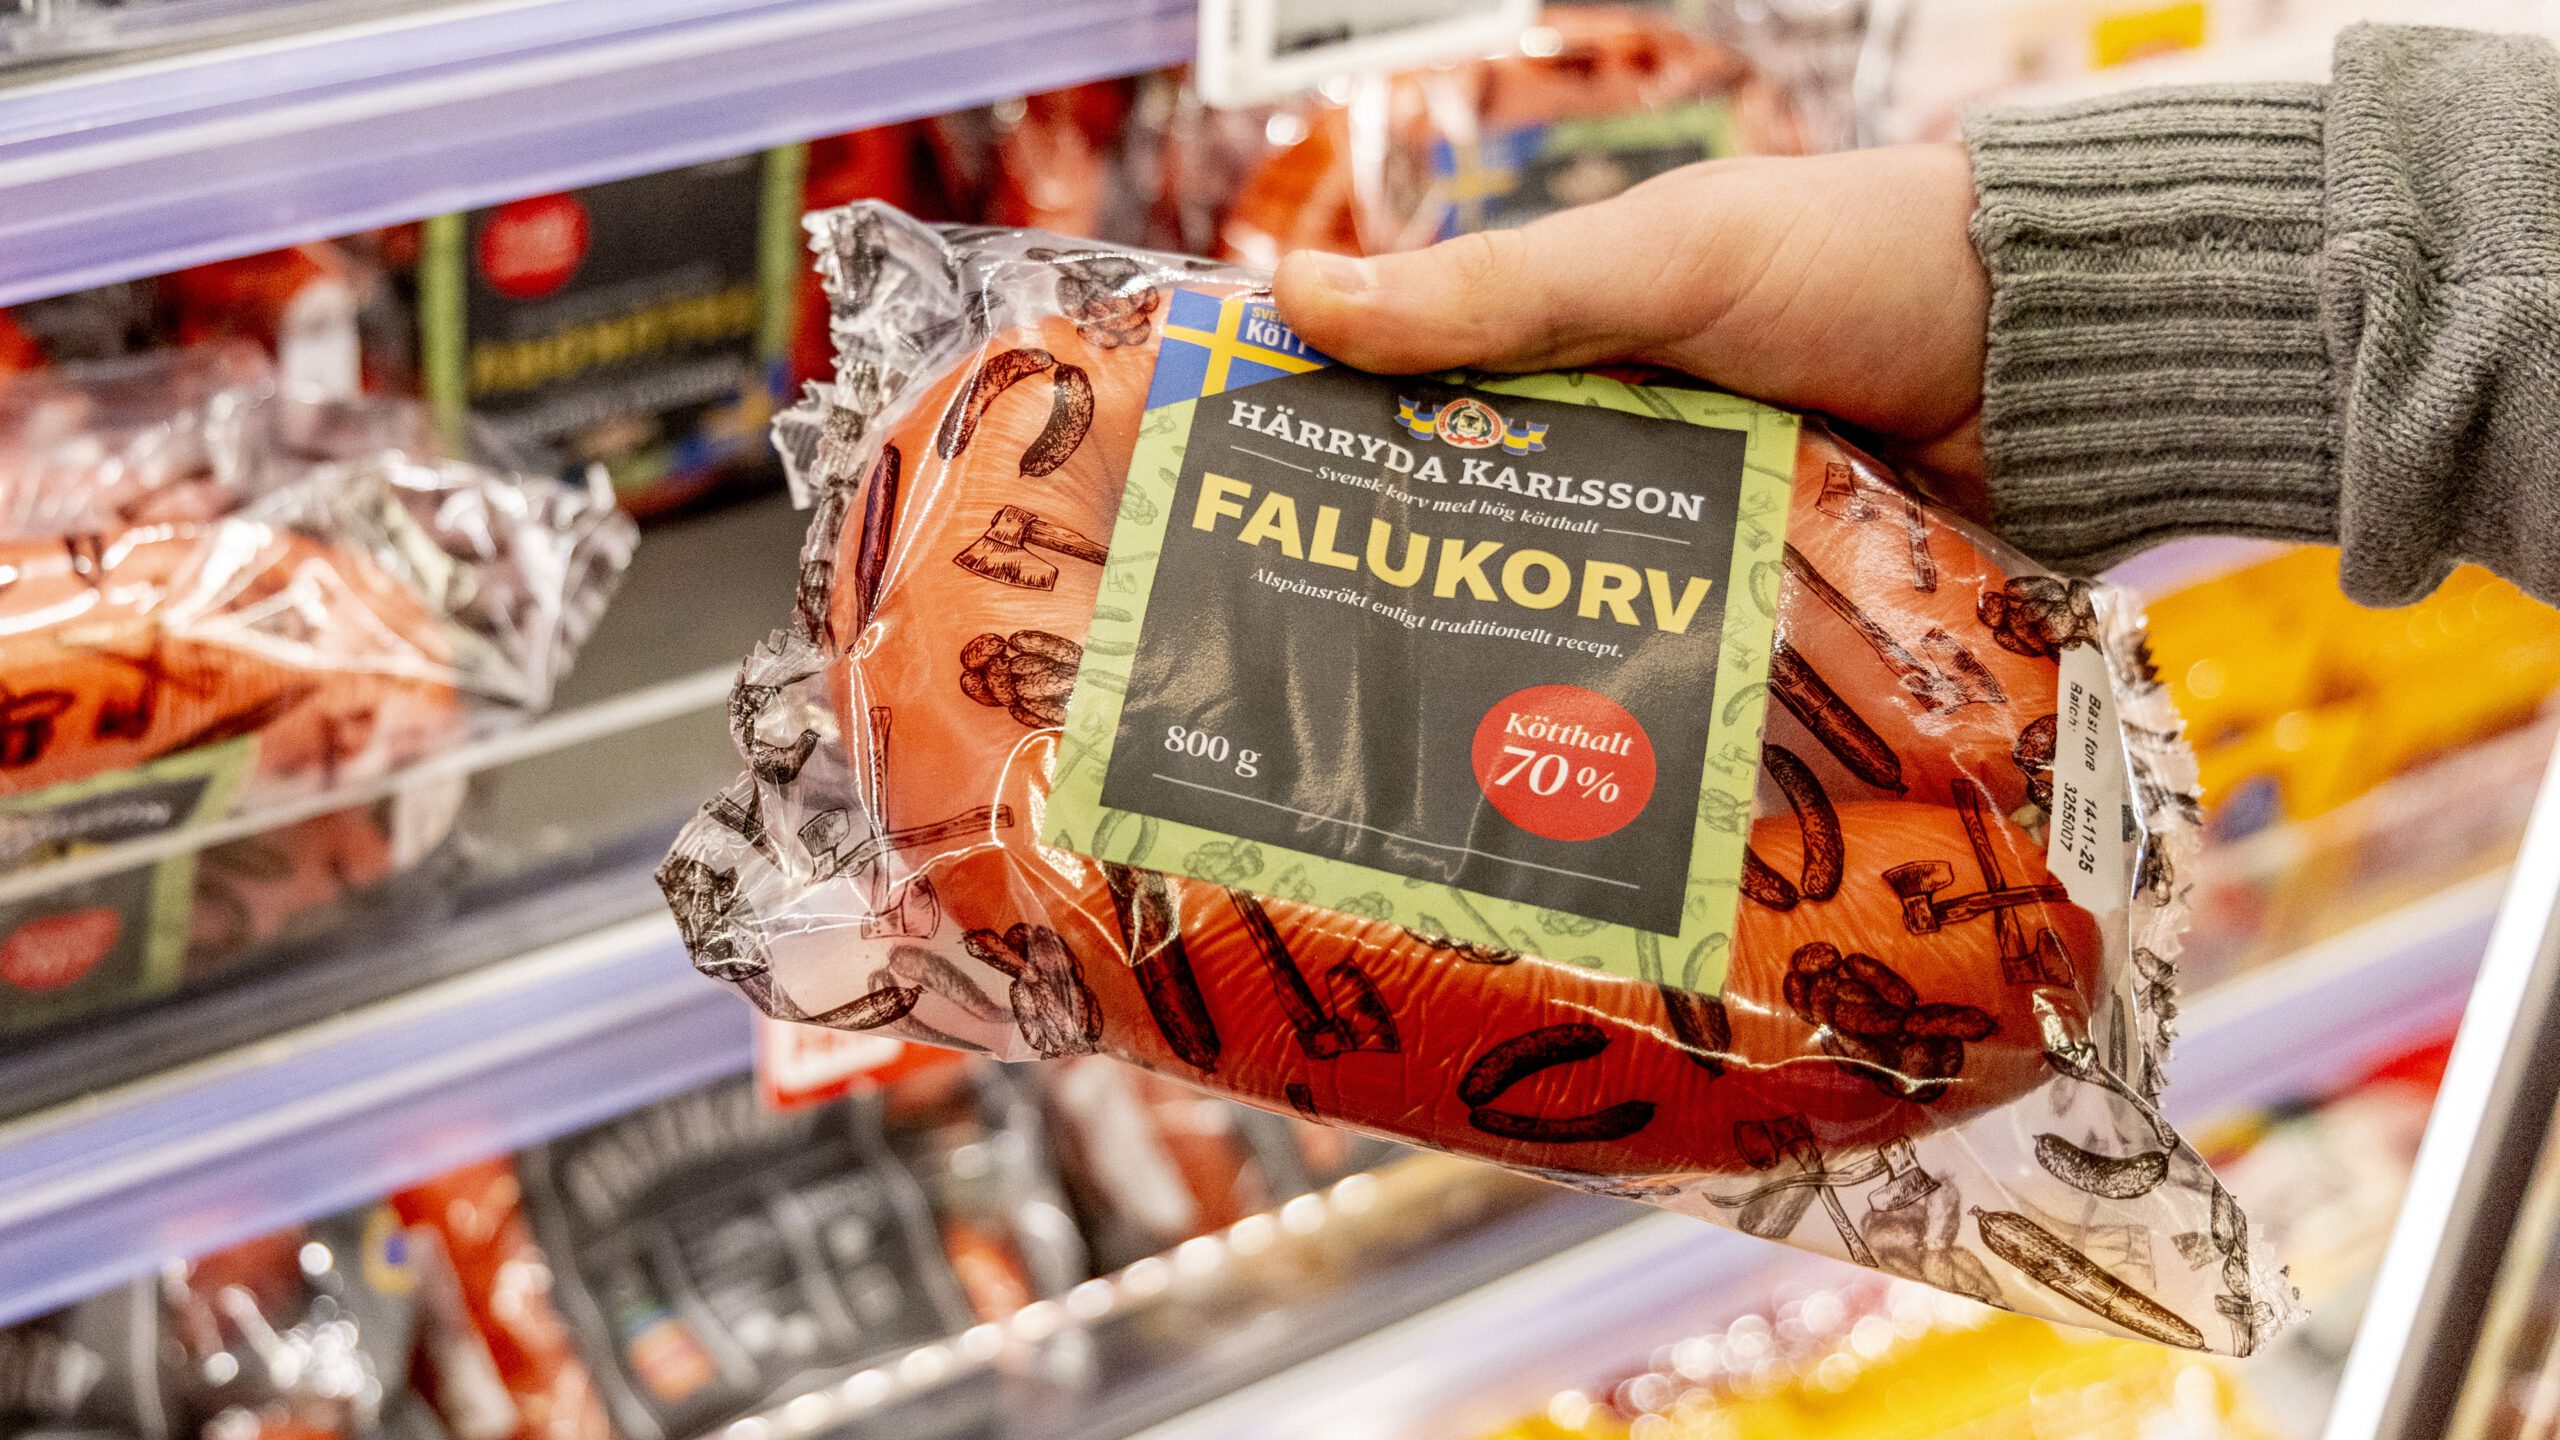 KÖTT
HÄRRYDA KARLSSON
Svensk korv med hög kötthalt
FALUKORV
Alspånsrökt enligt traditionellt recept.
Kötthalt
70 %
800 g
Bäst före 14-11-25
Batch: 3255007